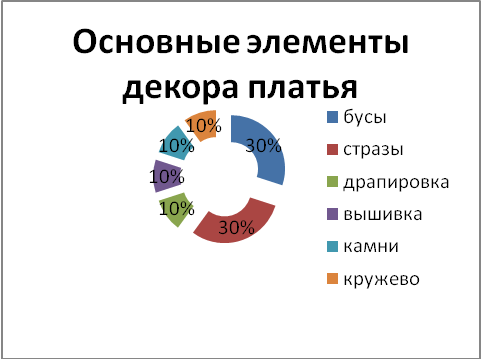 Основные элементы
декора платья
30%
30%
10%
10%
10%
10%
бусы
стразы
драпировка
вышивка
камни
кружево